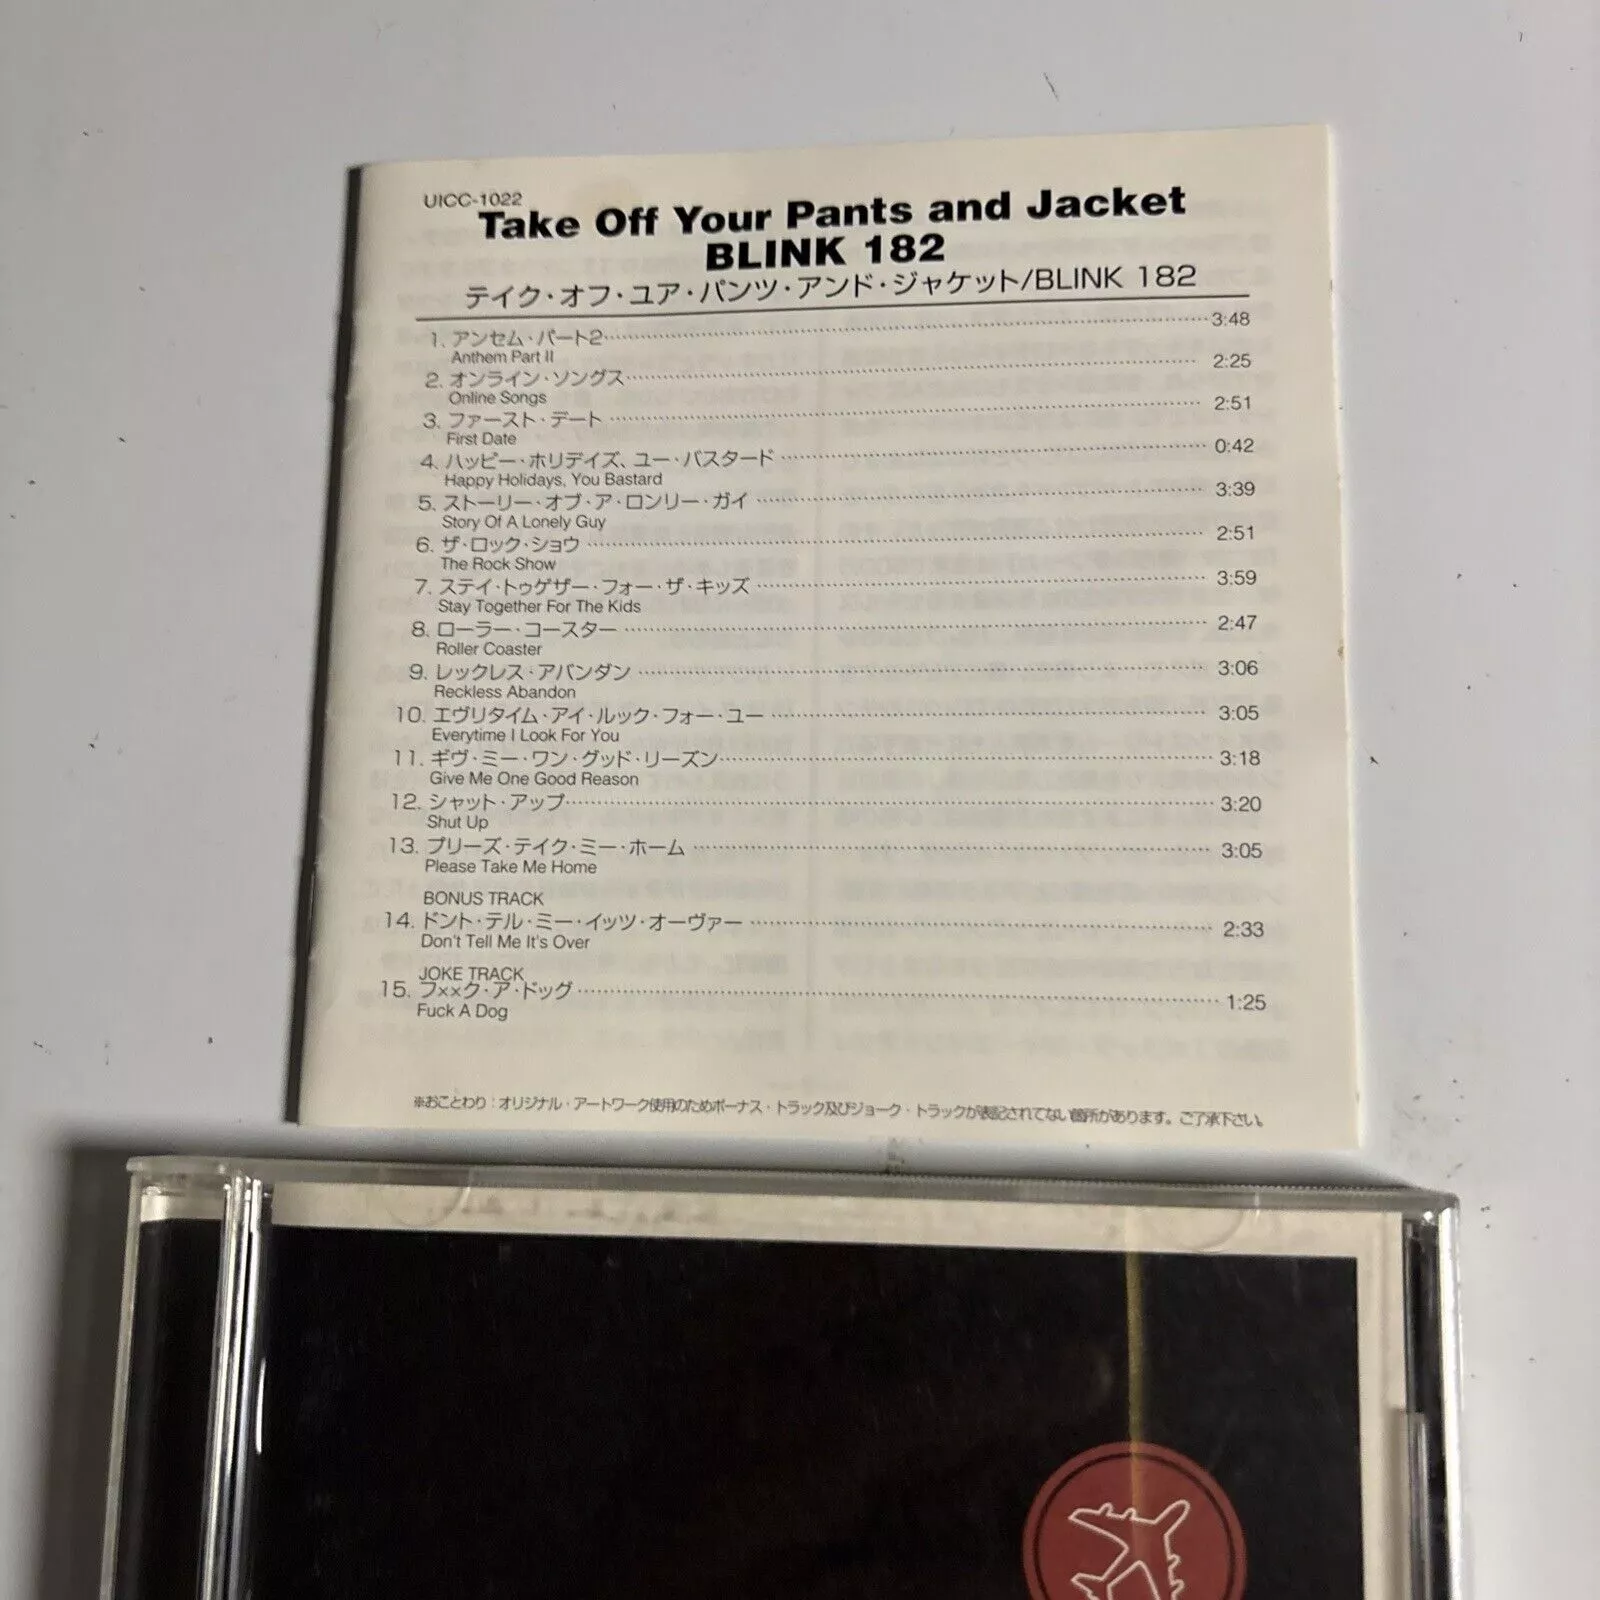 UICC-1022
Take Off Your Pants and Jacket
BLINK 182
テイク・オフ・ユア・パンツ・アンド・ジャケット/BLINK 182
1. アンセム・パート2 3:48
Anthem Part II
2. オンライン・ソングス 2:25
Online Songs
3. ファースト・デート 2:51
First Date
4. ハッピー・ホリデイズ、ユー・バスタード 0:42
Happy Holidays, You Bastard
5. ストーリー・オブ・ア・ロンリー・ガイ 3:39
Story Of A Lonely Guy
6. ザ・ロック・ショウ 2:51
The Rock Show
7. ステイ・トゥゲザー・フォー・ザ・キッズ 3:59
Stay Together For The Kids
8. ローラー・コースター 2:47
Roller Coaster
9. レックレス・アバンダン 3:06
Reckless Abandon
10. エヴリタイム・アイ・ルック・フォー・ユー 3:05
Everytime I Look For You
11. ギヴ・ミー・ワン・グッド・リーズン 3:18
Give Me One Good Reason
12. シャット・アップ 3:20
Shut Up
13. プリーズ・テイク・ミー・ホーム 3:05
Please Take Me Home
BONUS TRACK
14. ドント・テル・ミー・イッツ・オーヴァー 2:33
Don't Tell Me It's Over
JOKE TRACK
15. フ××ク・ア・ドッグ 1:25
Fuck A Dog
※おことわり：オリジナル・アートワーク使用のためボーナス・トラック及びジョーク・トラックが表記されてない箇所があります。ご了承下さい。